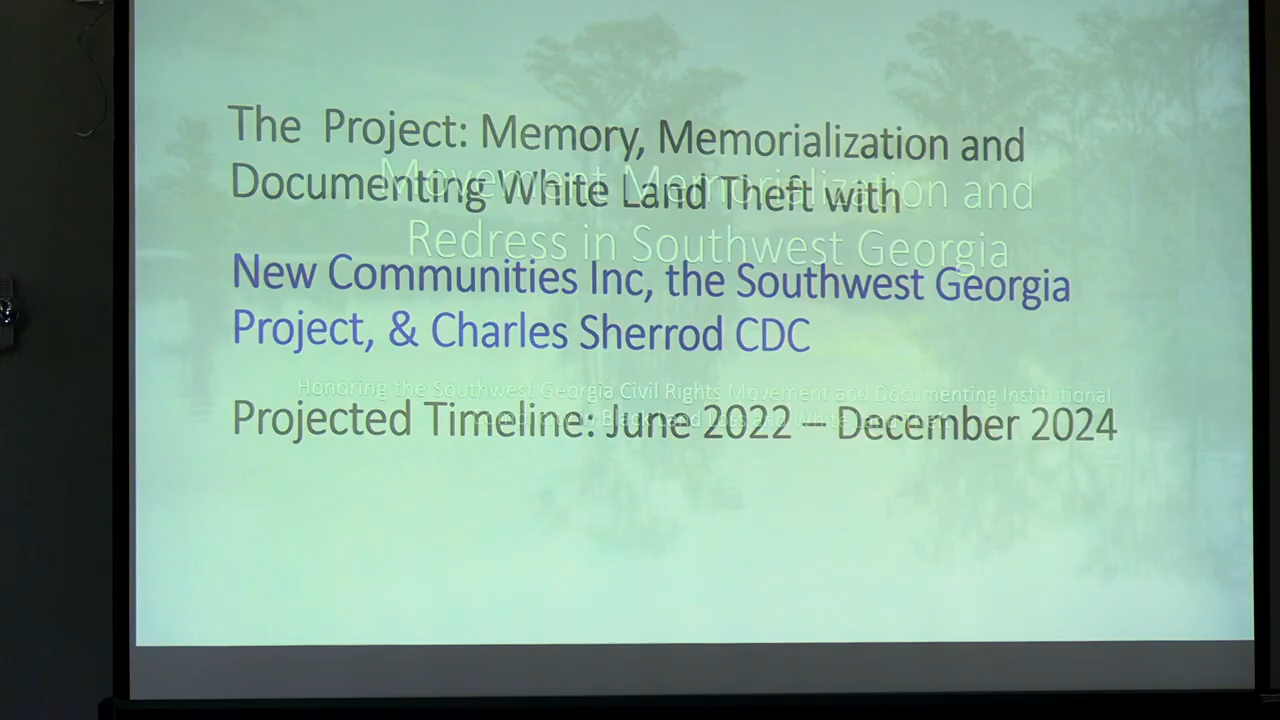 The Project: Memory, Memorialization and
Documenting White Land Theft with
Movement Memorialization and
Redress in Southwest Georgia
New Communities Inc, the Southwest Georgia
Project, & Charles Sherrod CDC
Honoring the Southwest Georgia Civil Rights Movement and Documenting Institutional
Projected Timeline: June 2022 – December 2024